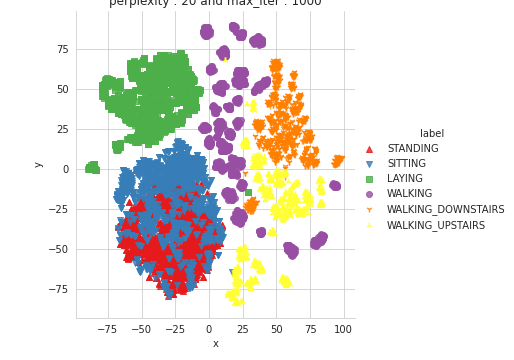 perplexity : 20 and max_iter : 1000
75
50
25
0
−25
−50
−75
y
−75
−50
−25
0
25
50
75
100
x
label
STANDING
SITTING
LAYING
WALKING
WALKING_DOWNSTAIRS
WALKING_UPSTAIRS